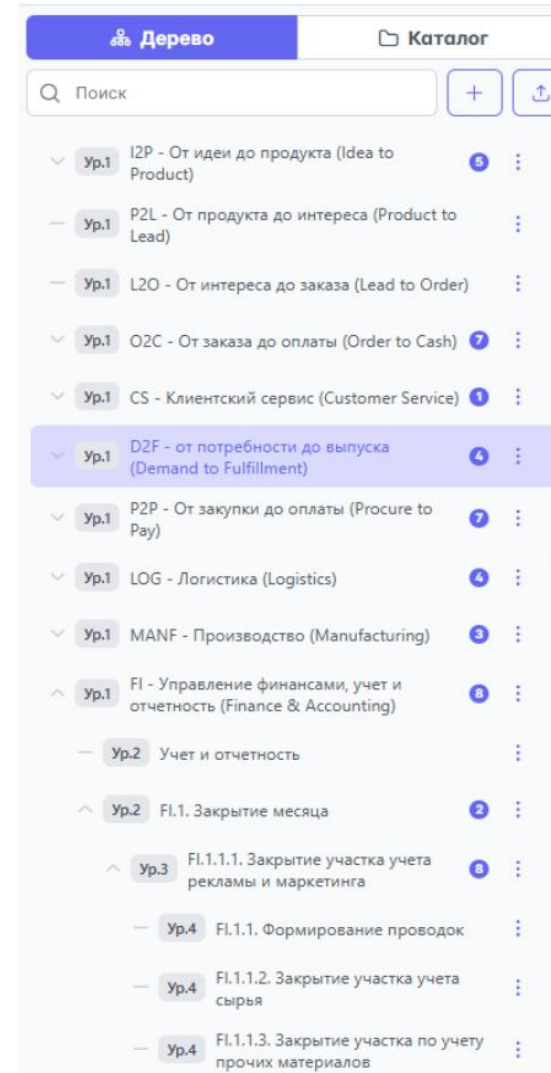 Дерево
Каталог
Поиск
Ур.1 I2P - От идеи до продукта (Idea to
Product) 5
Ур.1 P2L - От продукта до интереса (Product to
Lead)
Ур.1 L2O - От интереса до заказа (Lead to Order)
Ур.1 O2C - От заказа до оплаты (Order to Cash) 7
Ур.1 CS - Клиентский сервис (Customer Service) 1
Ур.1 D2F - от потребности до выпуска
(Demand to Fulfillment) 4
Ур.1 P2P - От закупки до оплаты (Procure to
Pay) 7
Ур.1 LOG - Логистика (Logistics) 4
Ур.1 MANF - Производство (Manufacturing) 3
Ур.1 FI - Управление финансами, учет и
отчетность (Finance & Accounting) 8
Ур.2 Учет и отчетность
Ур.2 FI.1. Закрытие месяца 2
Ур.3 FI.1.1.1. Закрытие участка учета
рекламы и маркетинга 8
Ур.4 FI.1.1. Формирование проводок
Ур.4 FI.1.1.2. Закрытие участка учета
сырья
Ур.4 FI.1.1.3. Закрытие участка по учету
прочих материалов